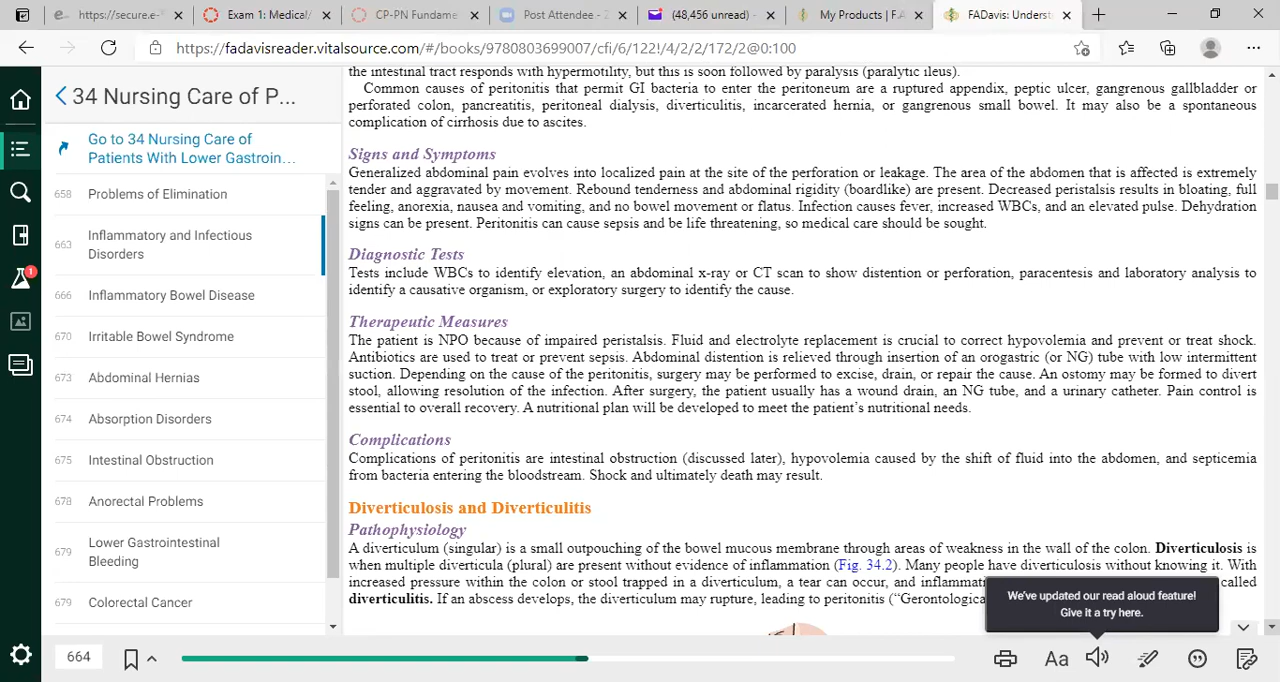 https://secure.e-
Exam 1: Medical/
CP-PN Fundame
Post Attendee - 2
(48,456 unread) -
My Products | F.A
FADavis: Underst
https://fadavisreader.vitalsource.com/#/books/9780803699007/cfi/6/122!/4/2/2/172/2@0:100
34 Nursing Care of P...
Go to 34 Nursing Care of
Patients With Lower Gastroin...
658 Problems of Elimination
663 Inflammatory and Infectious
Disorders
666 Inflammatory Bowel Disease
670 Irritable Bowel Syndrome
673 Abdominal Hernias
674 Absorption Disorders
675 Intestinal Obstruction
678 Anorectal Problems
679 Lower Gastrointestinal
Bleeding
679 Colorectal Cancer
1
the intestinal tract responds with hypermotility, but this is soon followed by paralysis (paralytic ileus).
Common causes of peritonitis that permit GI bacteria to enter the peritoneum are a ruptured appendix, peptic ulcer, gangrenous gallbladder or
perforated colon, pancreatitis, peritoneal dialysis, diverticulitis, incarcerated hernia, or gangrenous small bowel. It may also be a spontaneous
complication of cirrhosis due to ascites.
Signs and Symptoms
Generalized abdominal pain evolves into localized pain at the site of the perforation or leakage. The area of the abdomen that is affected is extremely
tender and aggravated by movement. Rebound tenderness and abdominal rigidity (boardlike) are present. Decreased peristalsis results in bloating, full
feeling, anorexia, nausea and vomiting, and no bowel movement or flatus. Infection causes fever, increased WBCs, and an elevated pulse. Dehydration
signs can be present. Peritonitis can cause sepsis and be life threatening, so medical care should be sought.
Diagnostic Tests
Tests include WBCs to identify elevation, an abdominal x-ray or CT scan to show distention or perforation, paracentesis and laboratory analysis to
identify a causative organism, or exploratory surgery to identify the cause.
Therapeutic Measures
The patient is NPO because of impaired peristalsis. Fluid and electrolyte replacement is crucial to correct hypovolemia and prevent or treat shock.
Antibiotics are used to treat or prevent sepsis. Abdominal distention is relieved through insertion of an orogastric (or NG) tube with low intermittent
suction. Depending on the cause of the peritonitis, surgery may be performed to excise, drain, or repair the cause. An ostomy may be formed to divert
stool, allowing resolution of the infection. After surgery, the patient usually has a wound drain, an NG tube, and a urinary catheter. Pain control is
essential to overall recovery. A nutritional plan will be developed to meet the patient's nutritional needs.
Complications
Complications of peritonitis are intestinal obstruction (discussed later), hypovolemia caused by the shift of fluid into the abdomen, and septicemia
from bacteria entering the bloodstream. Shock and ultimately death may result.
Diverticulosis and Diverticulitis
Pathophysiology
A diverticulum (singular) is a small outpouching of the bowel mucous membrane through areas of weakness in the wall of the colon. Diverticulosis is
when multiple diverticula (plural) are present without evidence of inflammation (Fig. 34.2). Many people have diverticulosis without knowing it. With
increased pressure within the colon or stool trapped in a diverticulum, a tear can occur, and inflammat called
diverticulitis. If an abscess develops, the diverticulum may rupture, leading to peritonitis ("Gerontologica
We've updated our read aloud feature!
Give it a try here.
664
Aa